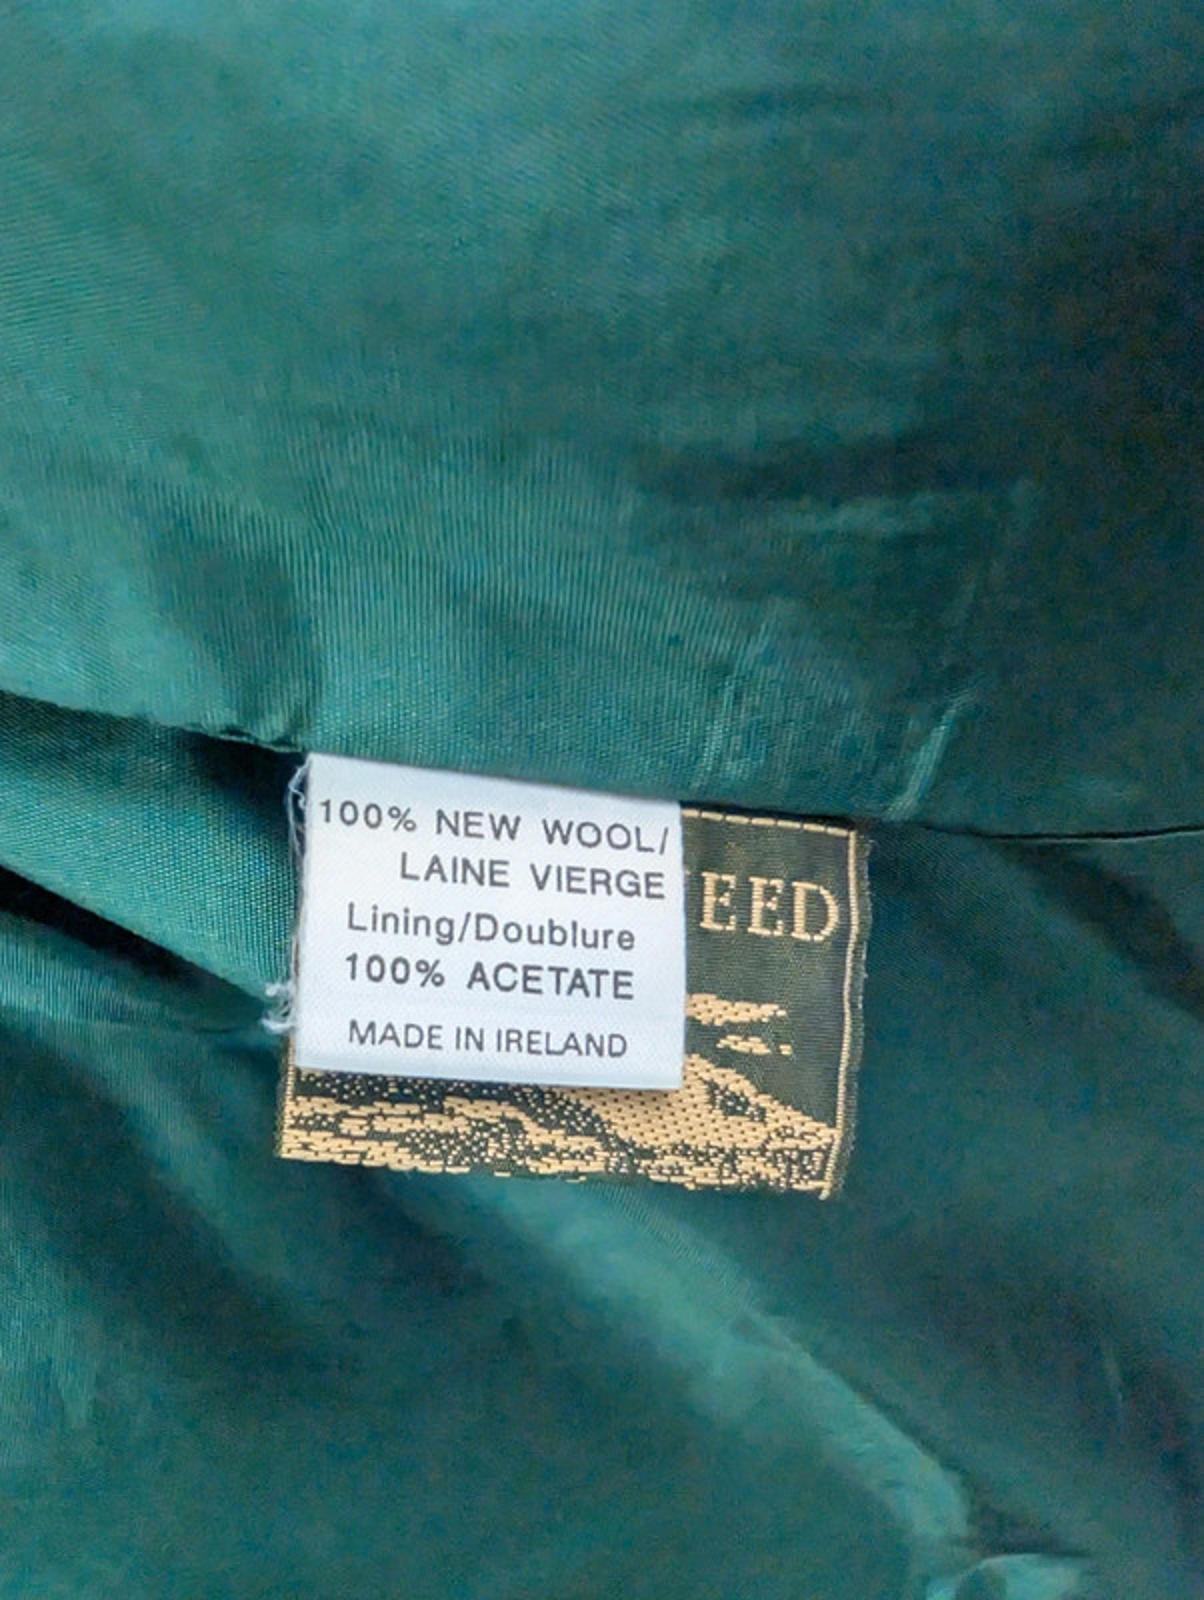 100% NEW WOOL/
LAINE VIERGE
Lining/Doublure
100% ACETATE
MADE IN IRELAND
EED